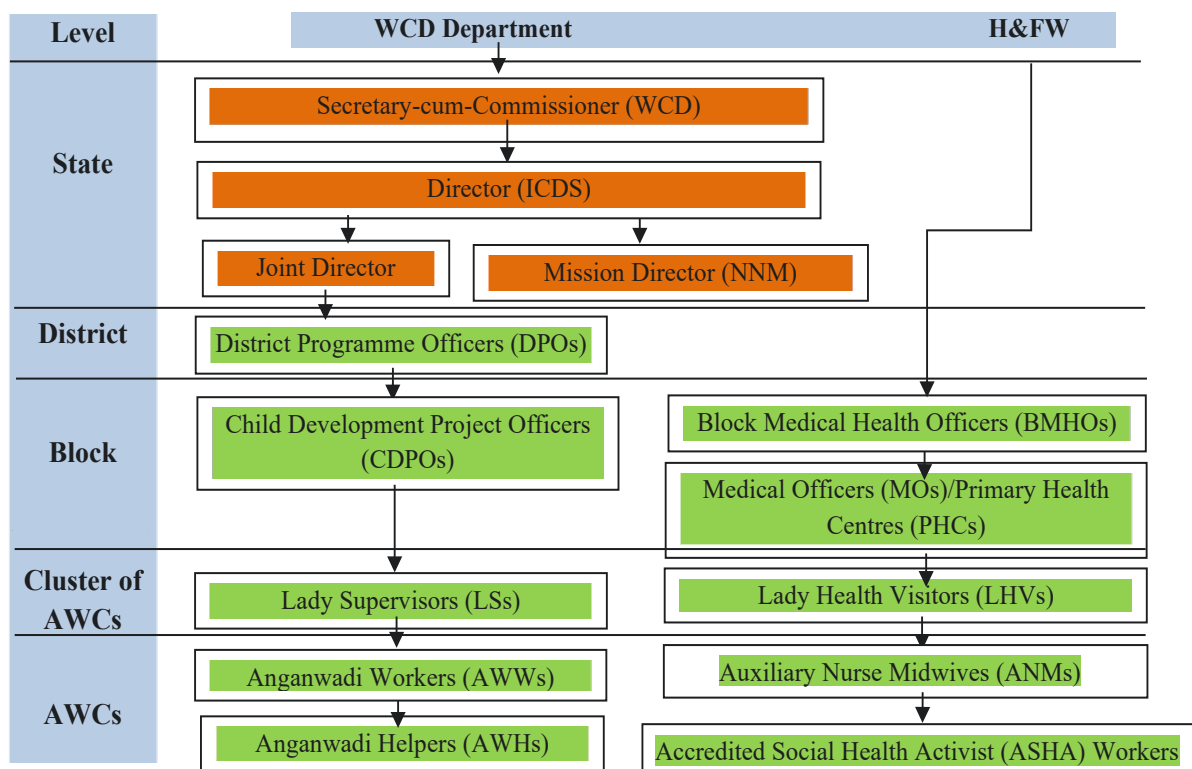 Level
WCD Department
H&FW
State
Secretary-cum-Commissioner (WCD)
Director (ICDS)
Joint Director
Mission Director (NNM)
District
District Programme Officers (DPOs)
Block
Child Development Project Officers
(CDPOs)
Block Medical Health Officers (BMHOs)
Medical Officers (MOs)/Primary Health
Centres (PHCs)
Cluster of
AWCs
Lady Supervisors (LSs)
Lady Health Visitors (LHVs)
AWCs
Anganwadi Workers (AWWs)
Auxiliary Nurse Midwives (ANMs)
Anganwadi Helpers (AWHs)
Accredited Social Health Activist (ASHA) Workers